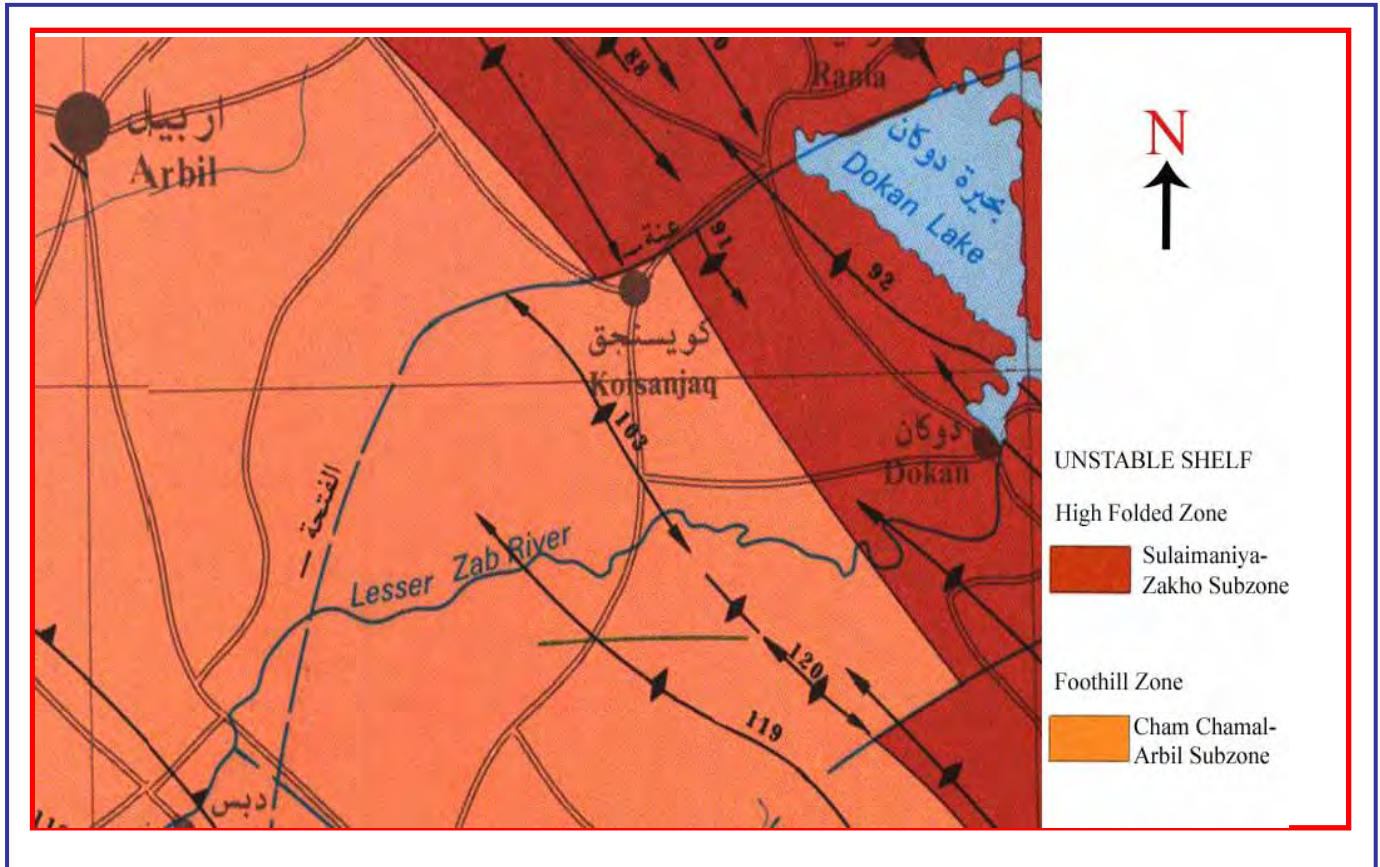 88
Rania
اربيل
Arbil
بحيرة دوكان
Dokan Lake
عنة
91
92
كويسنجق
Koisanjaq
103
دوكان
Dokan
الفتحة
Lesser Zab River
120
119
دبس
N
UNSTABLE SHELF
High Folded Zone
Sulaimaniya-
Zakho Subzone
Foothill Zone
Cham Chamal-
Arbil Subzone